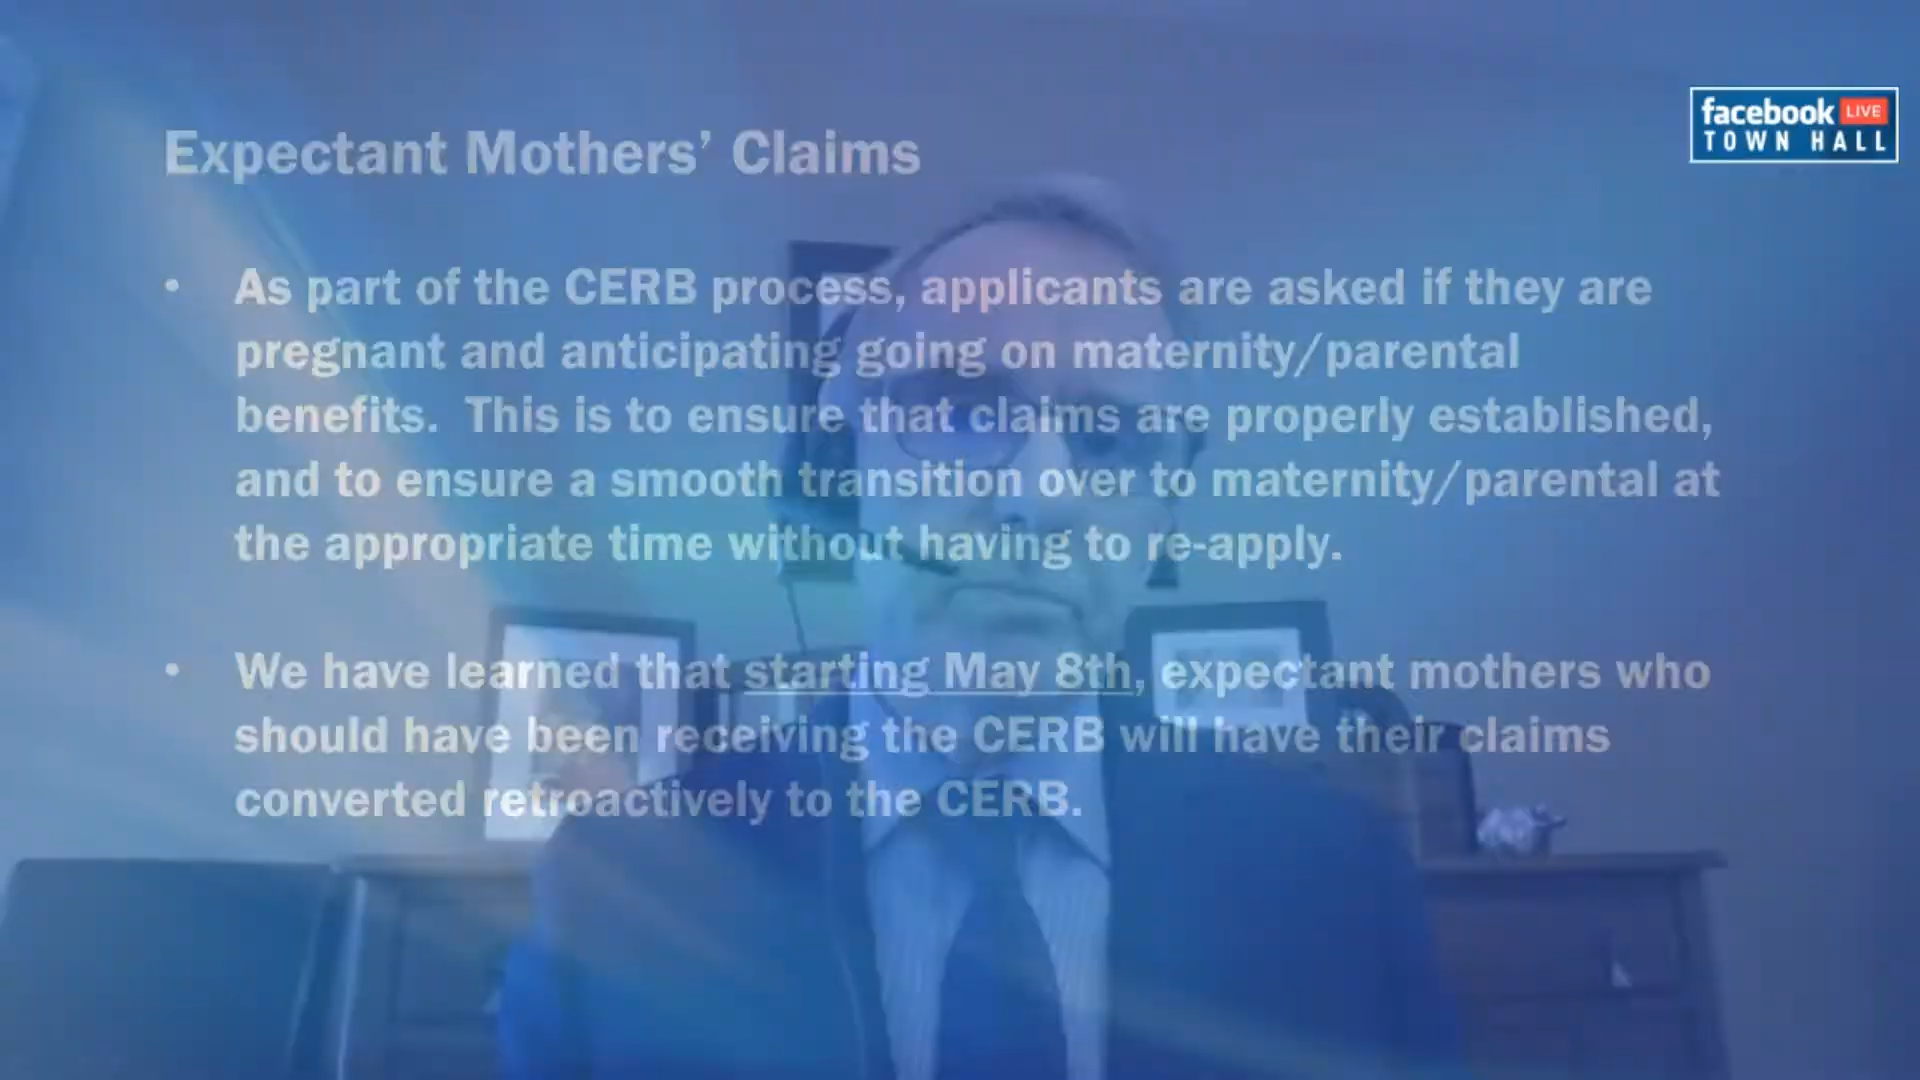 facebook LIVE
TOWN HALL
Expectant Mothers’ Claims
• As part of the CERB process, applicants are asked if they are
pregnant and anticipating going on maternity/parental
benefits. This is to ensure that claims are properly established,
and to ensure a smooth transition over to maternity/parental at
the appropriate time without having to re-apply.
• We have learned that starting May 8th, expectant mothers who
should have been receiving the CERB will have their claims
converted retroactively to the CERB.